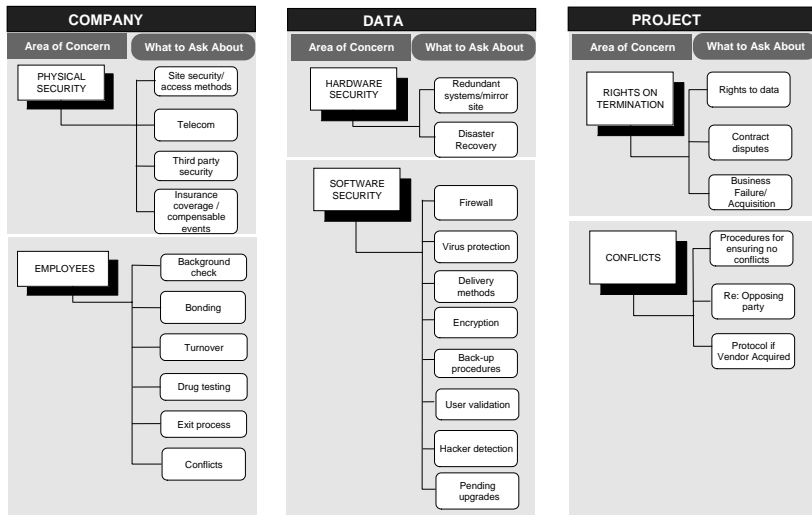 COMPANY
Area of Concern
What to Ask About
PHYSICAL
SECURITY
Site security/
access methods
Telecom
Third party
security
Insurance
coverage /
compensable
events
EMPLOYEES
Background
check
Bonding
Turnover
Drug testing
Exit process
Conflicts
DATA
Area of Concern
What to Ask About
HARDWARE
SECURITY
Redundant
systems/mirror
site
Disaster
Recovery
SOFTWARE
SECURITY
Firewall
Virus protection
Delivery
methods
Encryption
Back-up
procedures
User validation
Hacker detection
Pending
upgrades
PROJECT
Area of Concern
What to Ask About
RIGHTS ON
TERMINATION
Rights to data
Contract
disputes
Business
Failure/
Acquisition
CONFLICTS
Procedures for
ensuring no
conflicts
Re: Opposing
party
Protocol if
Vendor Acquired